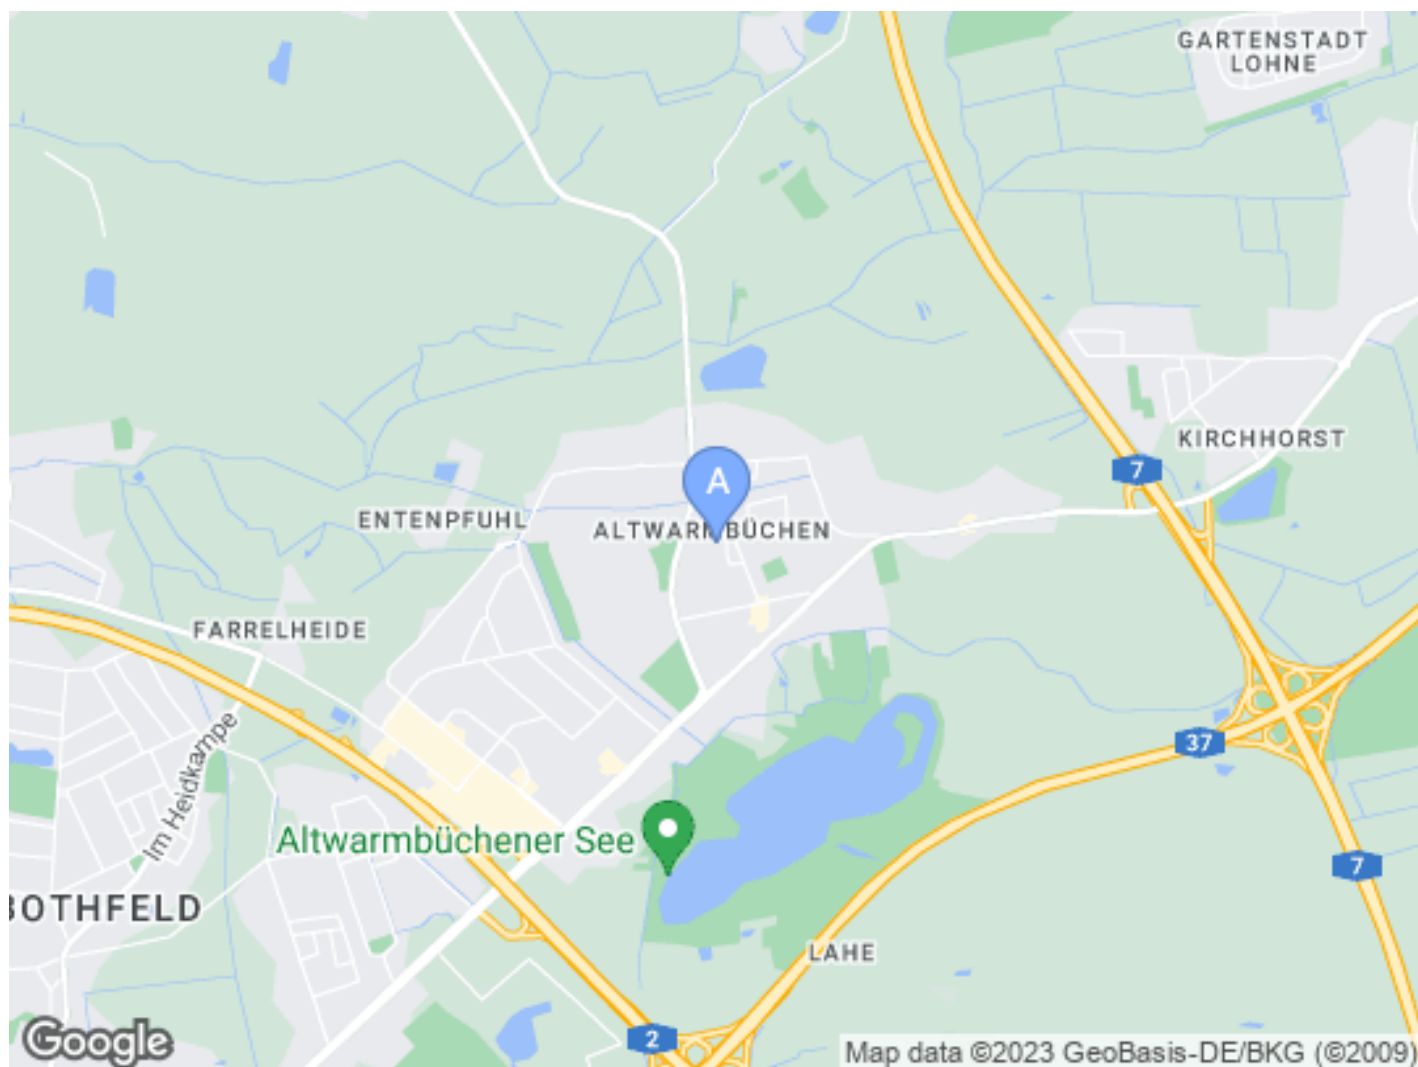 GARTENSTADT
LOHNE
KIRCHHORST
7
A
ENTENPFUHL
ALTWARMBÜCHEN
FARRELHEIDE
37
Im Heidkampe
Altwarmbüchener See
7
BOTHFELD
LAHE
2
Google
Map data ©2023 GeoBasis-DE/BKG (©2009)